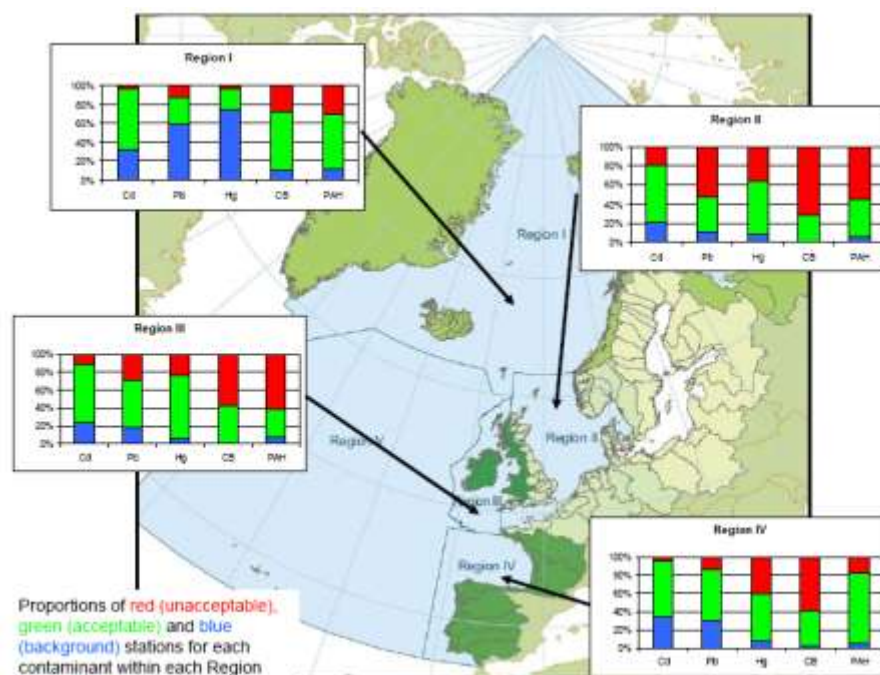 Region I
100%
80%
60%
40%
20%
0%
Cd Pb Hg CB PAH
Region II
100%
80%
60%
40%
20%
0%
Cd Pb Hg CB PAH
Region I
Region III
100%
80%
60%
40%
20%
0%
Cd Pb Hg CB PAH
Region V
Region II
Region III
Region IV
Region IV
100%
80%
60%
40%
20%
0%
Cd Pb Hg CB PAH
Proportions of red (unacceptable),
green (acceptable) and blue
(background) stations for each
contaminant within each Region